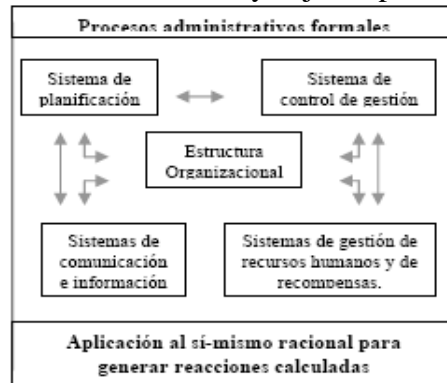 Procesos administrativos formales
Sistema de
planificación
Sistema de
control de gestión
Estructura
Organizacional
Sistemas de
comunicación
e información
Sistemas de gestión de
recursos humanos y de
recompensas.
Aplicación al sí-mismo racional para
generar reacciones calculadas